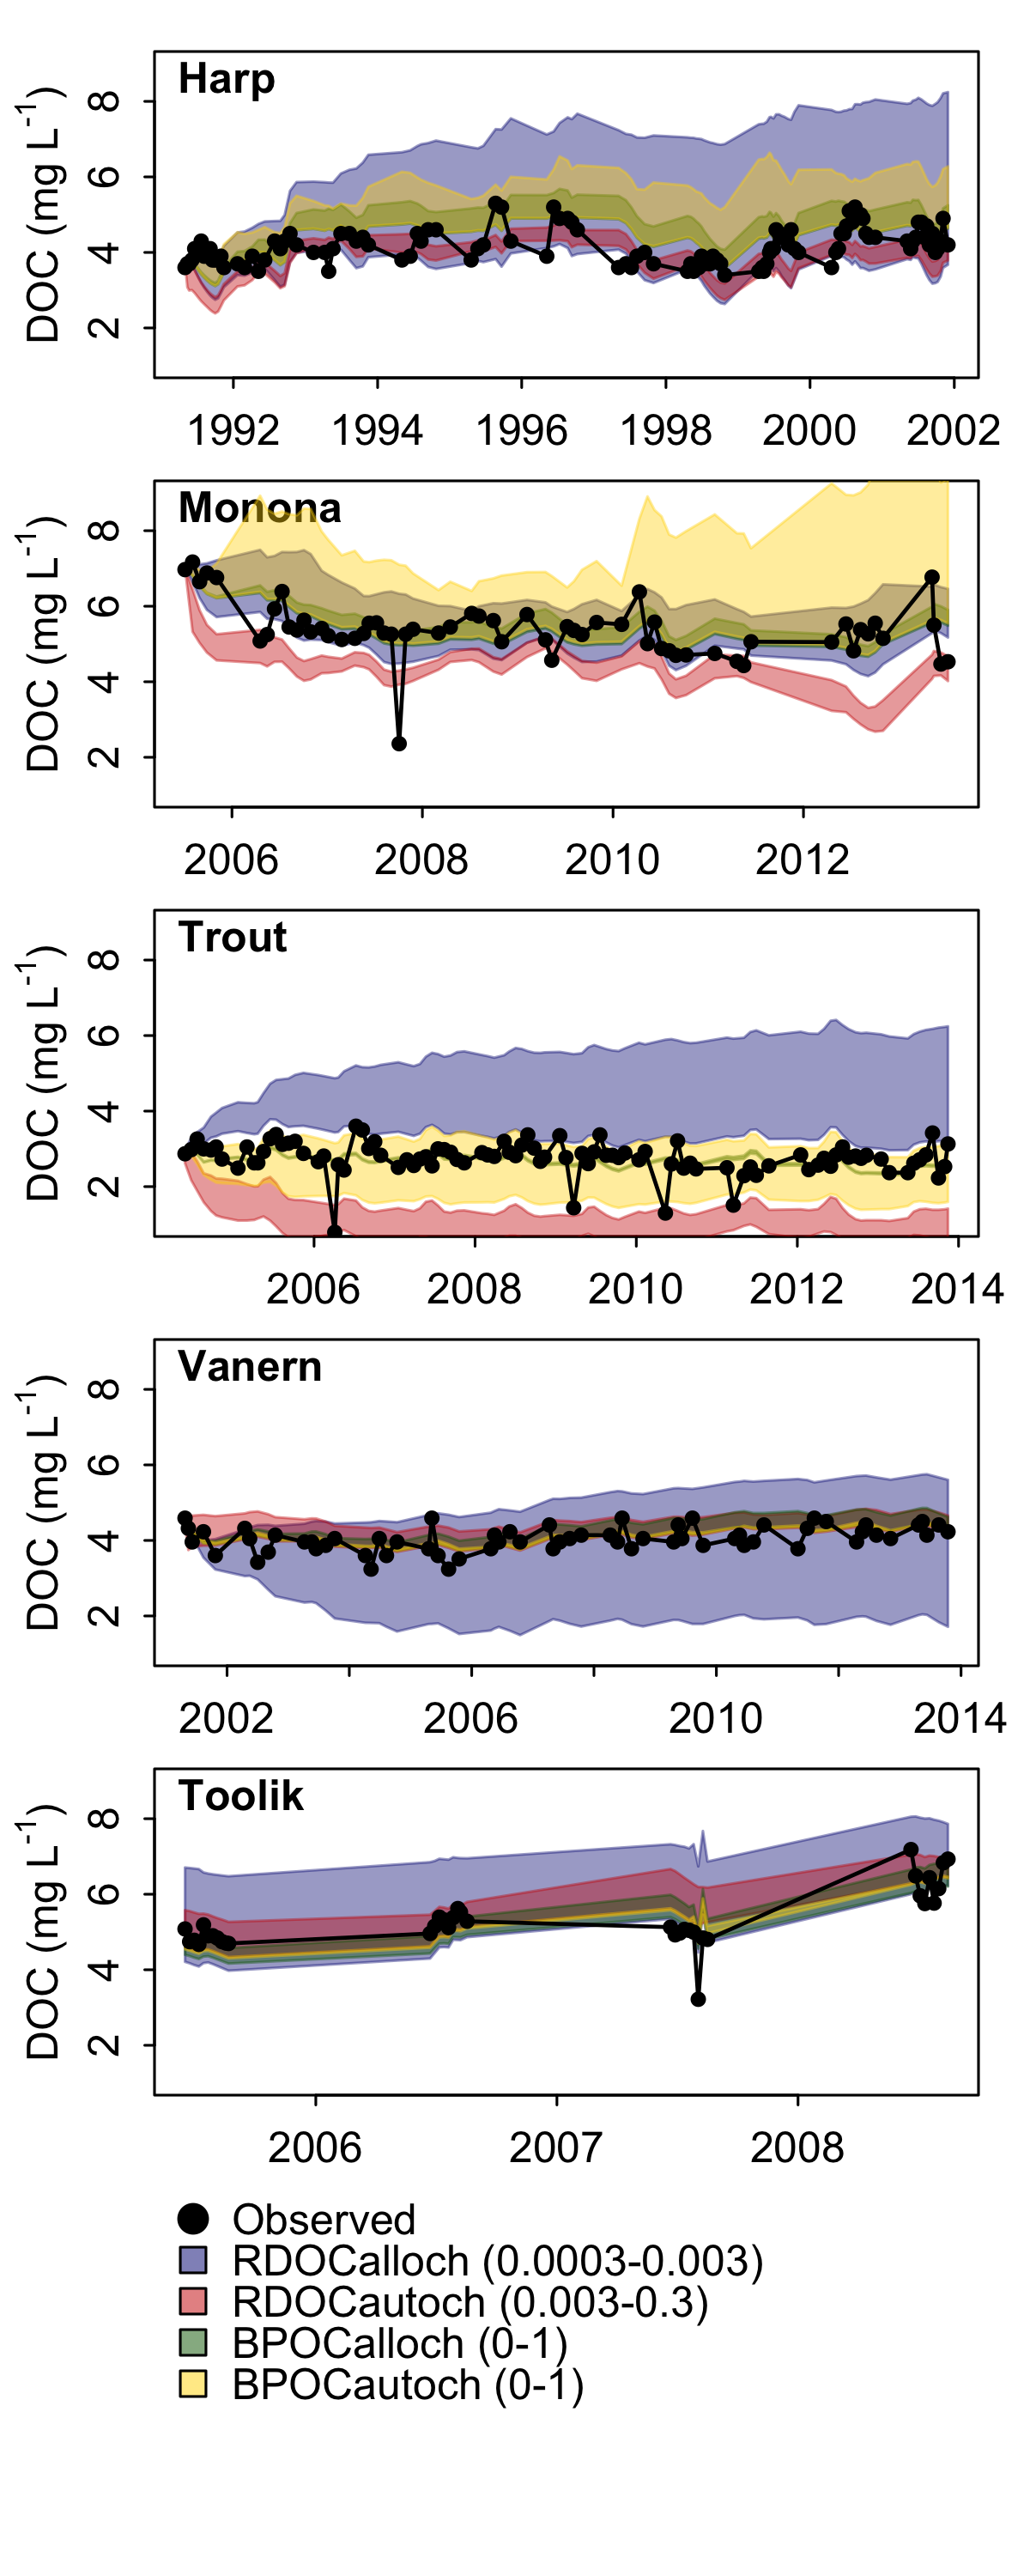 Harp
DOC (mg L-1)
8
6
4
2
1992 1994 1996 1998 2000 2002
Monona
DOC (mg L-1)
8
6
4
2
2006 2008 2010 2012
Trout
DOC (mg L-1)
8
6
4
2
2006 2008 2010 2012 2014
Vanern
DOC (mg L-1)
8
6
4
2
2002 2006 2010 2014
Toolik
DOC (mg L-1)
8
6
4
2
2006 2007 2008
Observed
RDOCalloch (0.0003-0.003)
RDOCautoch (0.003-0.3)
BPOCalloch (0-1)
BPOCautoch (0-1)